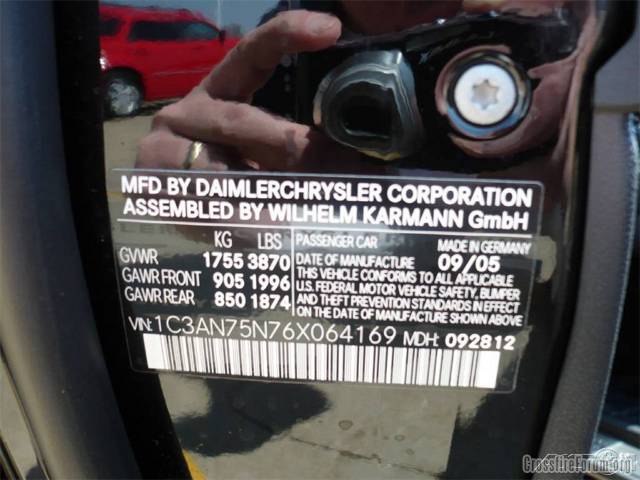 MFD BY DAIMLERCHRYSLER CORPORATION
ASSEMBLED BY WILHELM KARMANN GmbH
KG LBS
GVWR 1755 3870
GAWR FRONT 905 1996
GAWR REAR 850 1874
PASSENGER CAR MADE IN GERMANY
DATE OF MANUFACTURE 09/05
THIS VEHICLE CONFORMS TO ALL APPLICABLE
U.S. FEDERAL MOTOR VEHICLE SAFETY, BUMPER
AND THEFT PREVENTION STANDARDS IN EFFECT
ON THE DATE OF MANUFACTURE SHOWN ABOVE
VIN: 1C3AN75N76X064169 MDH: 092812
CrossfireForum.org